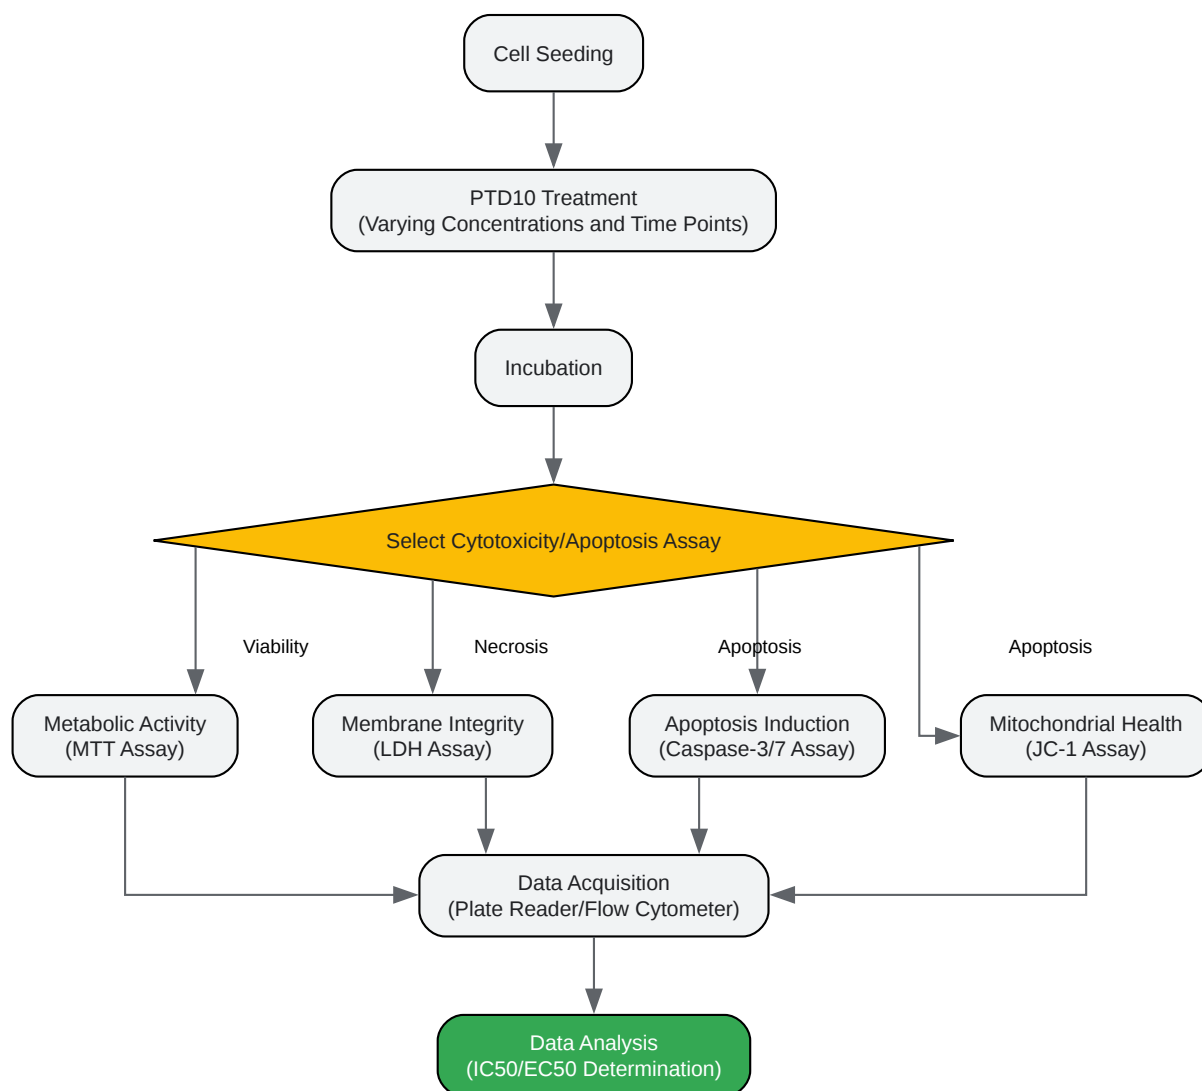 Cell Seeding
PTD10 Treatment
(Varying Concentrations and Time Points)
Incubation
Select Cytotoxicity/Apoptosis Assay
Viability
Necrosis
Apoptosis
Apoptosis
Metabolic Activity
(MTT Assay)
Membrane Integrity
(LDH Assay)
Apoptosis Induction
(Caspase-3/7 Assay)
Mitochondrial Health
(JC-1 Assay)
Data Acquisition
(Plate Reader/Flow Cytometer)
Data Analysis
(IC50/EC50 Determination)